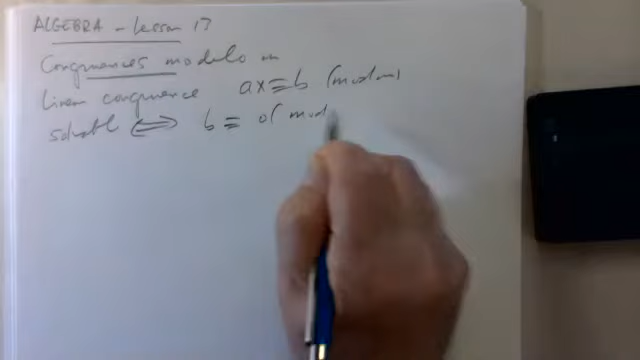 ALGEBRA - Lesson 17
Congruences modulo m
Linear congruence ax ≡ b (mod m)
solvable ⟺ b ≡ 0 ( mod